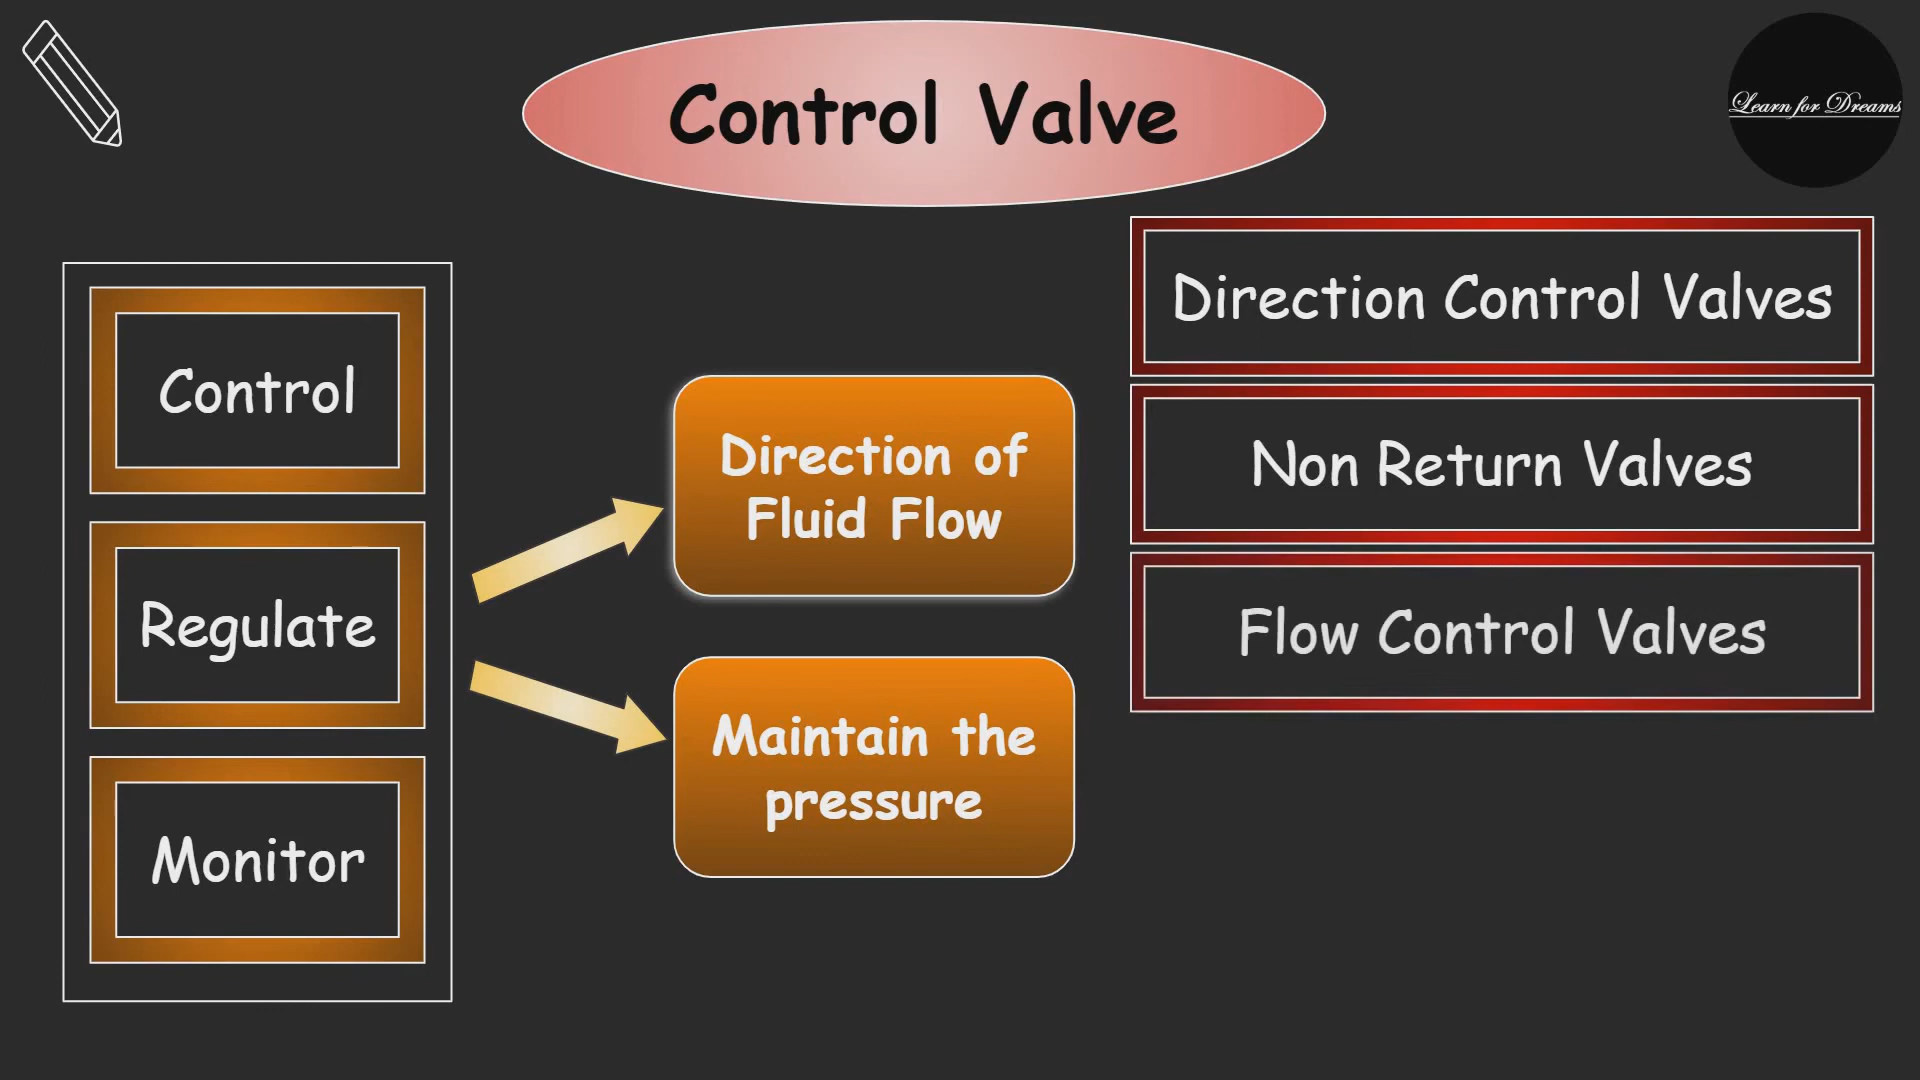 Control Valve
Learn for Dreams
Control
Regulate
Monitor
Direction of
Fluid Flow
Maintain the
pressure
Direction Control Valves
Non Return Valves
Flow Control Valves